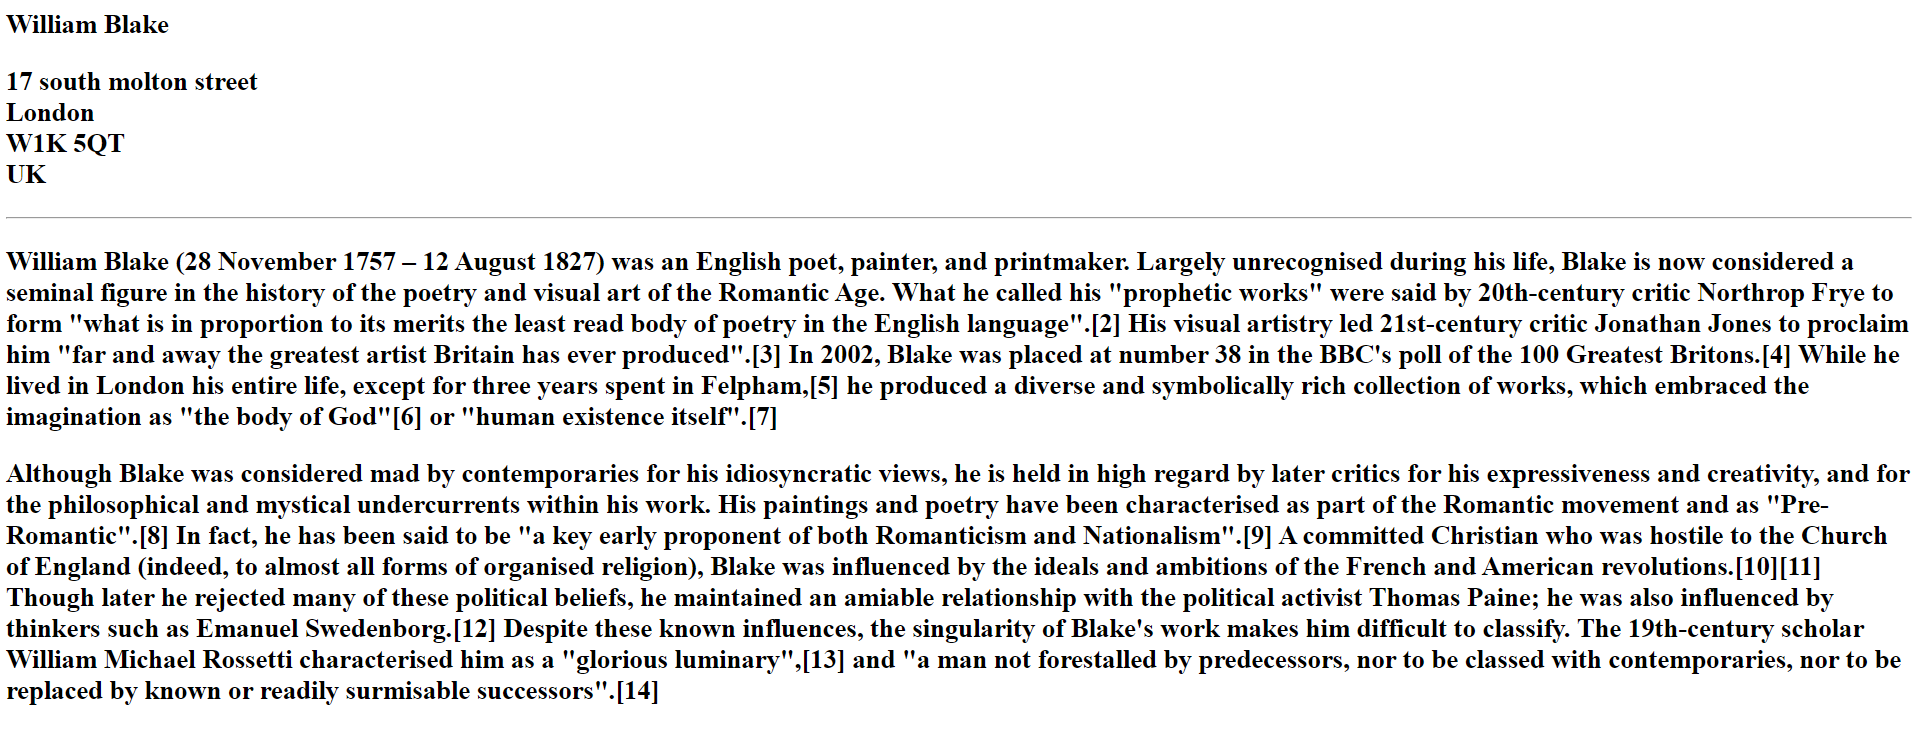 William Blake
17 south molton street
London
W1K 5QT
UK
William Blake (28 November 1757 – 12 August 1827) was an English poet, painter, and printmaker. Largely unrecognised during his life, Blake is now considered a
seminal figure in the history of the poetry and visual art of the Romantic Age. What he called his "prophetic works" were said by 20th-century critic Northrop Frye to
form "what is in proportion to its merits the least read body of poetry in the English language".[2] His visual artistry led 21st-century critic Jonathan Jones to proclaim
him "far and away the greatest artist Britain has ever produced".[3] In 2002, Blake was placed at number 38 in the BBC's poll of the 100 Greatest Britons.[4] While he
lived in London his entire life, except for three years spent in Felpham,[5] he produced a diverse and symbolically rich collection of works, which embraced the
imagination as "the body of God"[6] or "human existence itself".[7]
Although Blake was considered mad by contemporaries for his idiosyncratic views, he is held in high regard by later critics for his expressiveness and creativity, and for
the philosophical and mystical undercurrents within his work. His paintings and poetry have been characterised as part of the Romantic movement and as "Pre-
Romantic".[8] In fact, he has been said to be "a key early proponent of both Romanticism and Nationalism".[9] A committed Christian who was hostile to the Church
of England (indeed, to almost all forms of organised religion), Blake was influenced by the ideals and ambitions of the French and American revolutions.[10][11]
Though later he rejected many of these political beliefs, he maintained an amiable relationship with the political activist Thomas Paine; he was also influenced by
thinkers such as Emanuel Swedenborg.[12] Despite these known influences, the singularity of Blake's work makes him difficult to classify. The 19th-century scholar
William Michael Rossetti characterised him as a "glorious luminary",[13] and "a man not forestalled by predecessors, nor to be classed with contemporaries, nor to be
replaced by known or readily surmisable successors".[14]